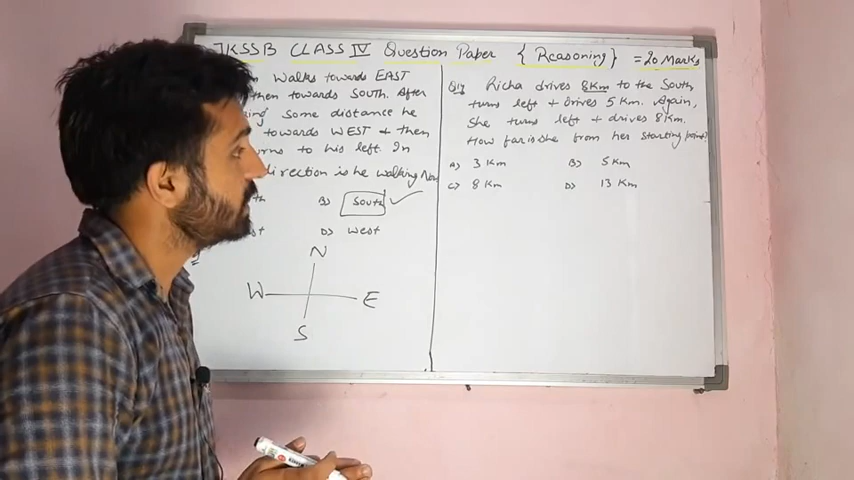 JKSSB CLASS IV Question Paper { Reasoning } = 20 Marks
Walks towards EAST
then towards South. After
Some distance he
towards WEST + then
turns to his left. In
direction is he walking Now
B) South
D) West
N
W E
S
Q1) Richa drives 8Km to the South
turns left + drives 5 Km. Again,
She turns left + drives 8 Km.
How far is she from her starting point?
A) 3 Km B) 5 Km
C) 8 Km D) 13 Km